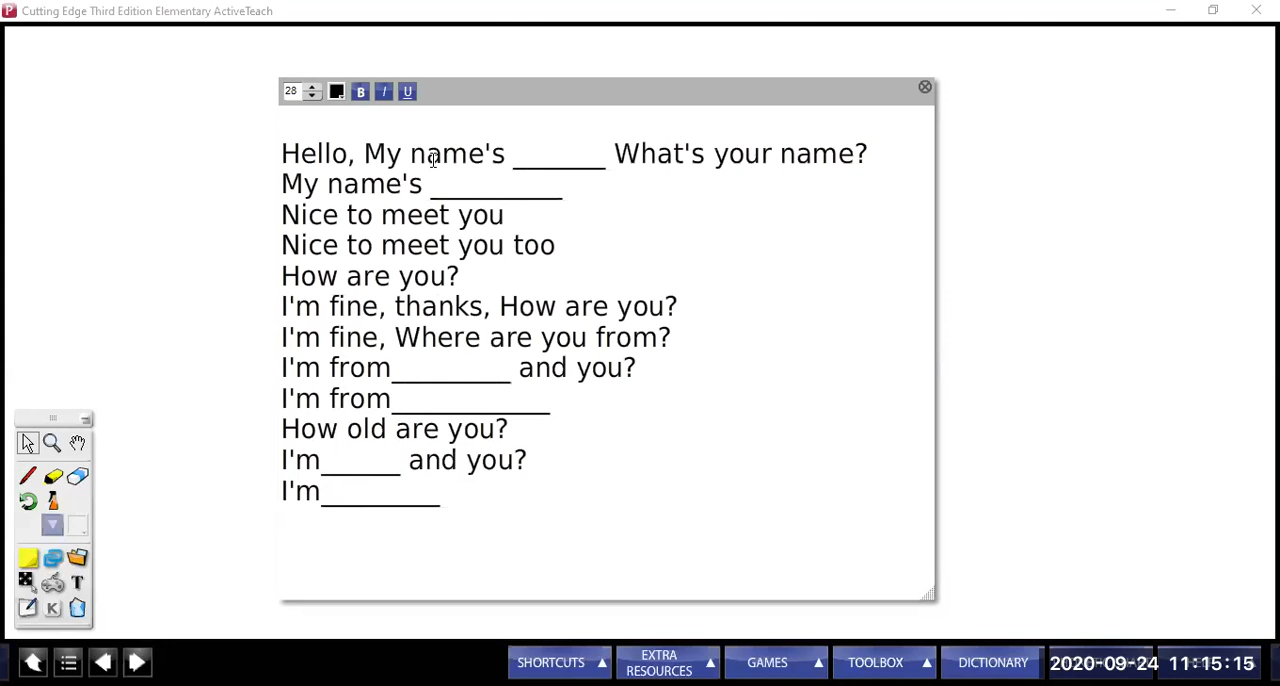 Cutting Edge Third Edition Elementary ActiveTeach
28 B I U
Hello, My name's _______ What's your name?
My name's __________
Nice to meet you
Nice to meet you too
How are you?
I'm fine, thanks, How are you?
I'm fine, Where are you from?
I'm from_________ and you?
I'm from____________
How old are you?
I'm______ and you?
I'm_________
T
K
SHORTCUTS EXTRA RESOURCES GAMES TOOLBOX DICTIONARY 2020-09-24 11:15:15